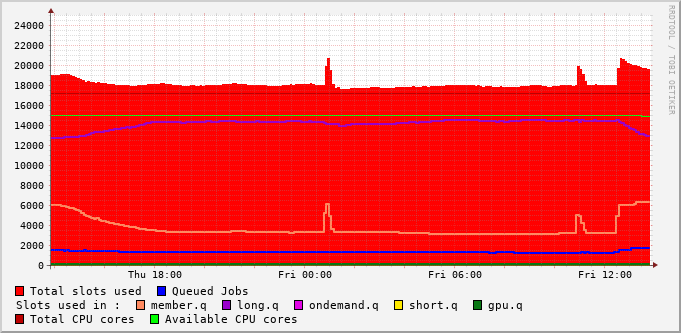 24000
22000
20000
18000
16000
14000
12000
10000
8000
6000
4000
2000
0
Thu 18:00 Fri 00:00 Fri 06:00 Fri 12:00
RRDTOOL / TOBI OETIKER
Total slots used Queued Jobs
Slots used in : member.q long.q ondemand.q short.q gpu.q
Total CPU cores Available CPU cores